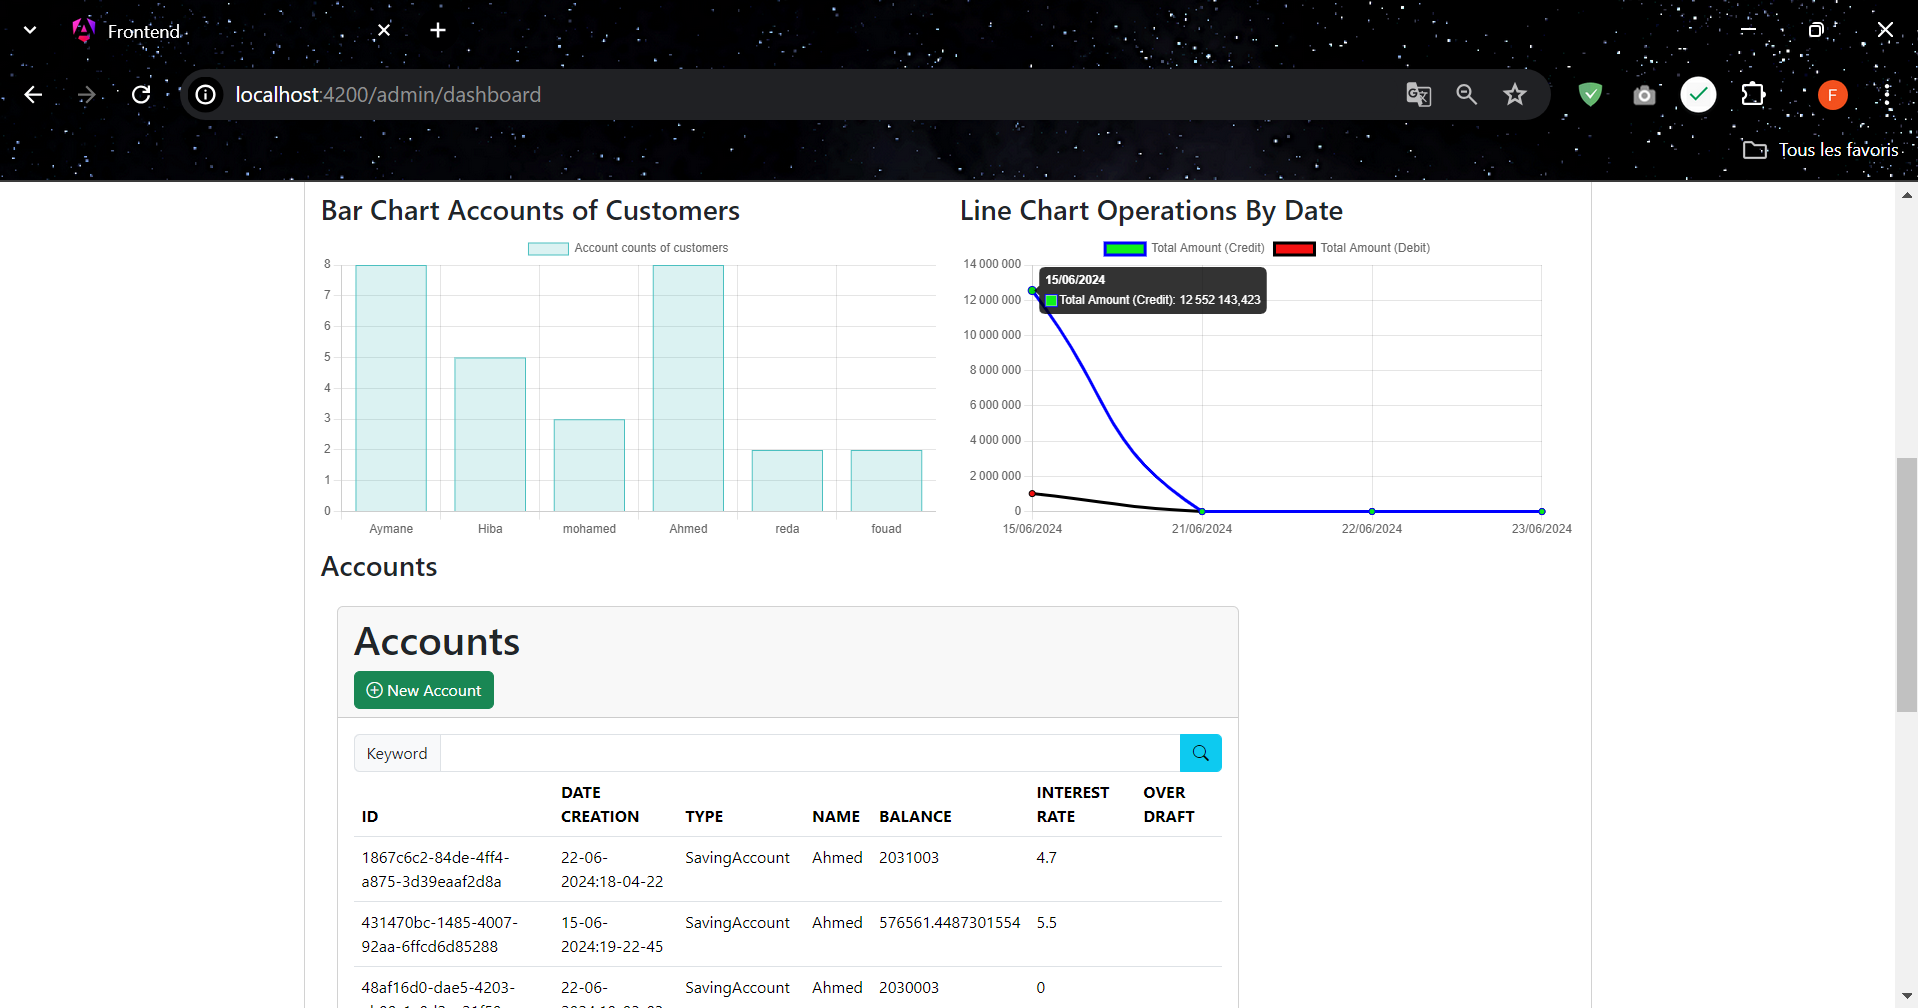 Frontend
localhost:4200/admin/dashboard
F
Tous les favoris
Bar Chart Accounts of Customers
Account counts of customers
8
7
6
5
4
3
2
1
0
Aymane Hiba mohamed Ahmed reda fouad
Line Chart Operations By Date
Total Amount (Credit) Total Amount (Debit)
14 000 000
12 000 000
10 000 000
8 000 000
6 000 000
4 000 000
2 000 000
0
15/06/2024
Total Amount (Credit): 12 552 143,423
15/06/2024 21/06/2024 22/06/2024 23/06/2024
Accounts
Accounts
New Account
Keyword
ID DATE CREATION TYPE NAME BALANCE INTEREST RATE OVER DRAFT
1867c6c2-84de-4ff4- 22-06- SavingAccount Ahmed 2031003 4.7
a875-3d39eaaf2d8a 2024:18-04-22
431470bc-1485-4007- 15-06- SavingAccount Ahmed 576561.4487301554 5.5
92aa-6ffcd6d85288 2024:19-22-45
48af16d0-dae5-4203- 22-06- SavingAccount Ahmed 2030003 0